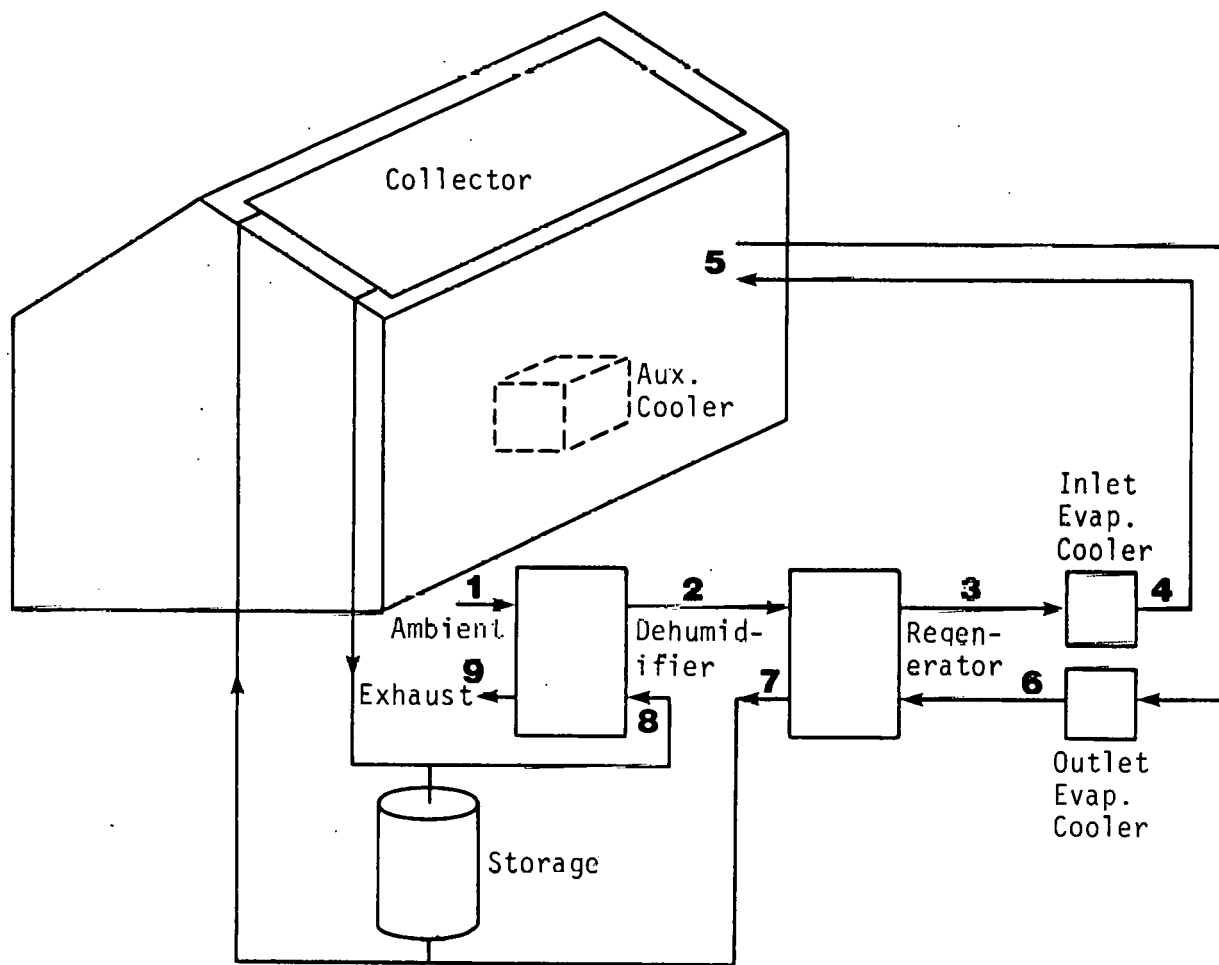 Collector
5
Aux.
Cooler
Inlet
Evap.
Cooler
1
2
3
4
Ambient
Dehumid-
ifier
Regen-
erator
9
Exhaust
8
7
6
Outlet
Evap.
Cooler
Storage